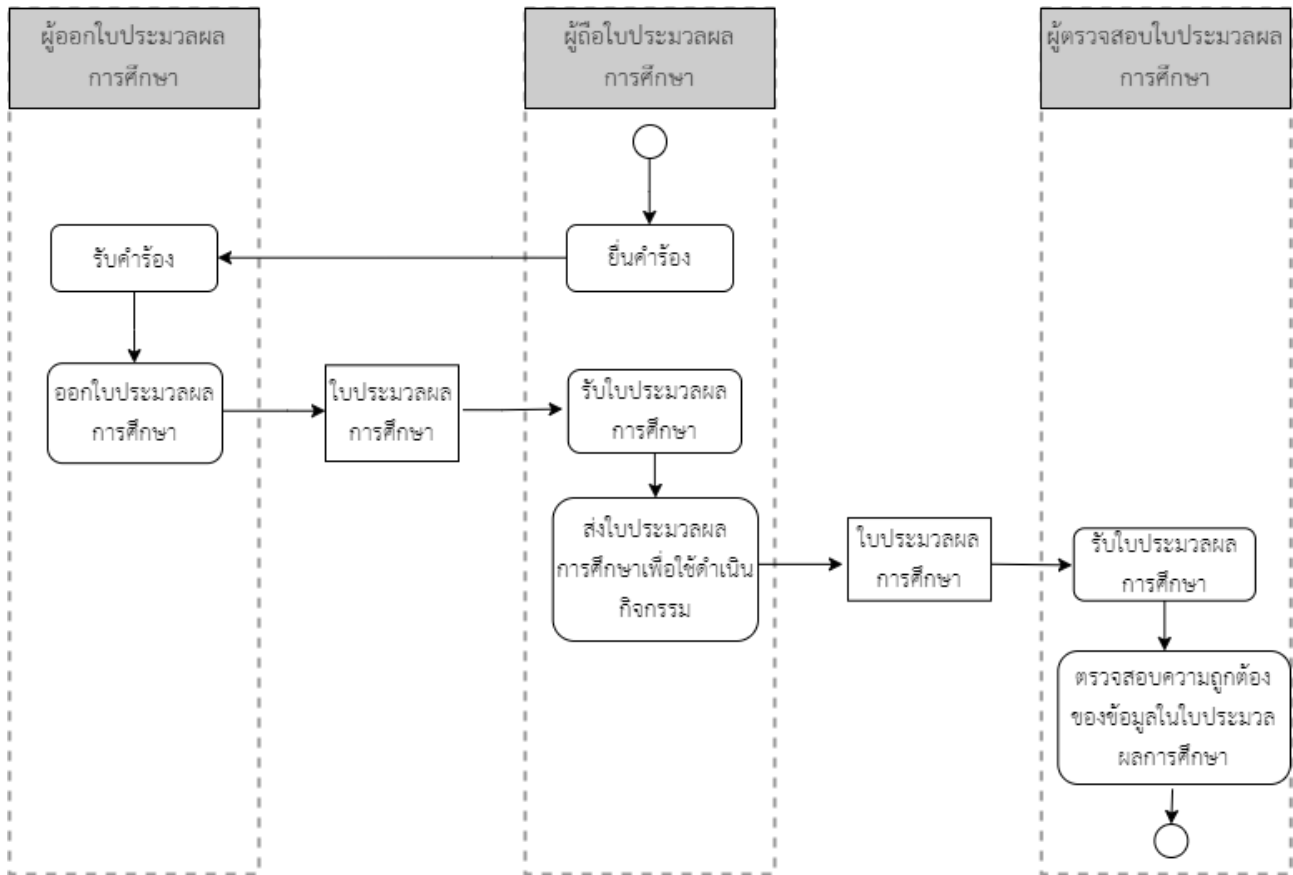 ผู้ออกใบประมวลผล
การศึกษา
ผู้ถือใบประมวลผล
การศึกษา
ผู้ตรวจสอบใบประมวลผล
การศึกษา
ยื่นคำร้อง
รับคำร้อง
ออกใบประมวลผล
การศึกษา
ใบประมวลผล
การศึกษา
รับใบประมวลผล
การศึกษา
ส่งใบประมวลผล
การศึกษาเพื่อใช้ดำเนิน
กิจกรรม
ใบประมวลผล
การศึกษา
รับใบประมวลผล
การศึกษา
ตรวจสอบความถูกต้อง
ของข้อมูลในใบประมวล
ผลการศึกษา